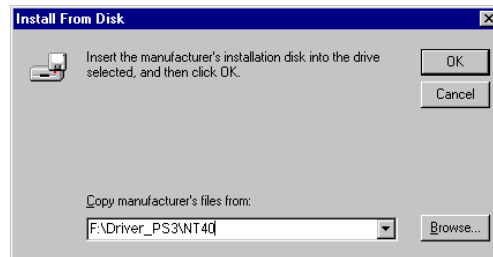 Install From Disk
Insert the manufacturer's installation disk into the drive
selected, and then click OK.
OK
Cancel
Copy manufacturer's files from:
F:\Driver_PS3\NT40
Browse...